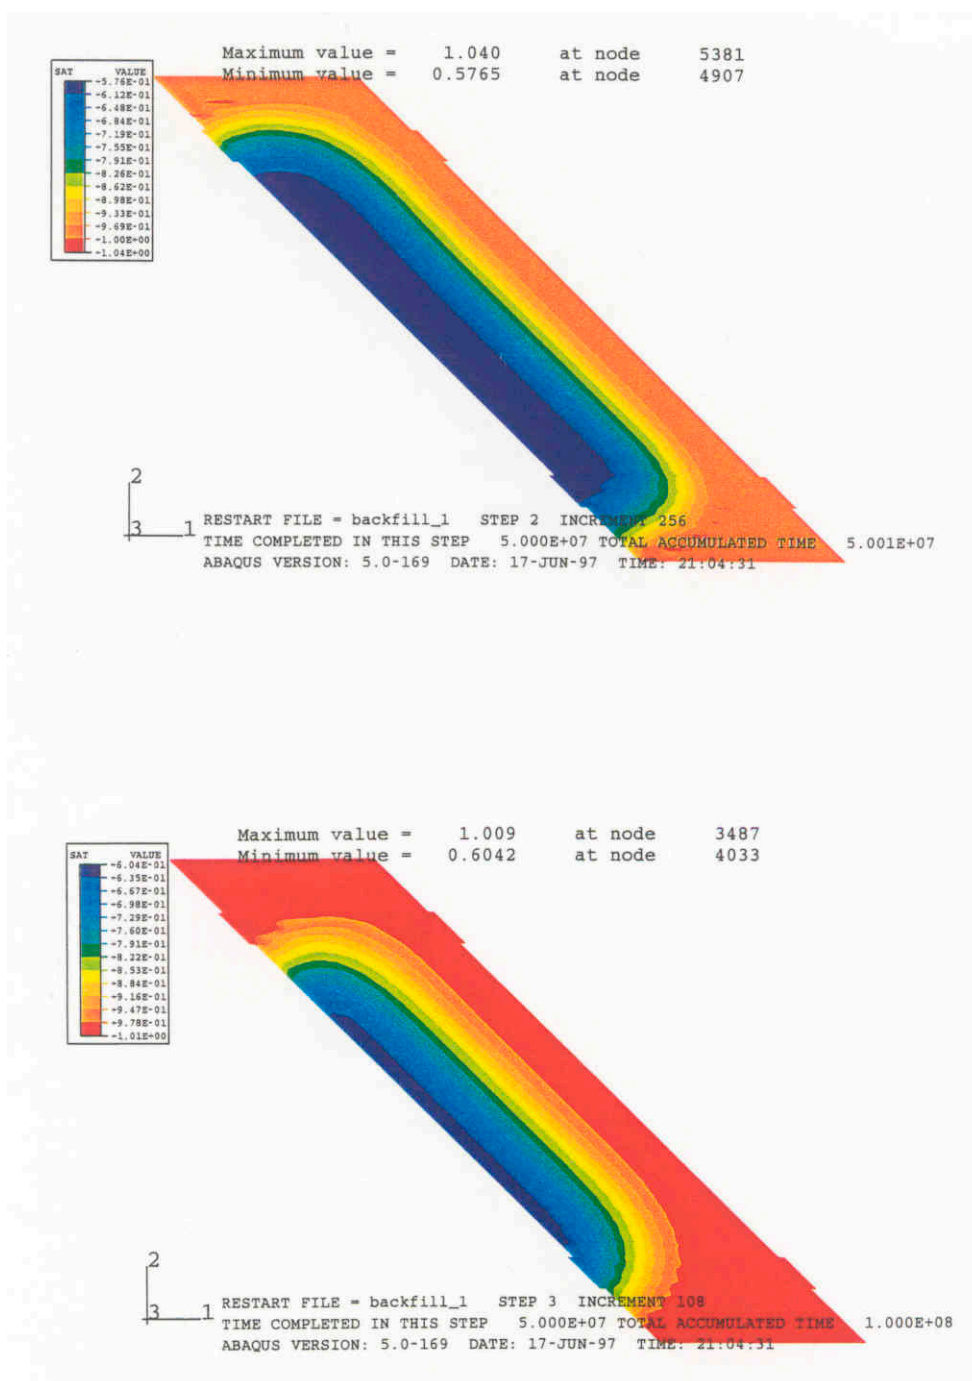 Maximum value = 1.040 at node 5381
Minimum value = 0.5765 at node 4907
SAT VALUE
-5.76E-01
-6.12E-01
-6.48E-01
-6.84E-01
-7.19E-01
-7.55E-01
-7.91E-01
-8.26E-01
-8.62E-01
-8.98E-01
-9.33E-01
-9.69E-01
-1.00E+00
-1.04E+00
2
3 1
RESTART FILE = backfill_1 STEP 2 INCREMENT 256
TIME COMPLETED IN THIS STEP 5.000E+07 TOTAL ACCUMULATED TIME 5.001E+07
ABAQUS VERSION: 5.0-169 DATE: 17-JUN-97 TIME: 21:04:31
Maximum value = 1.009 at node 3487
Minimum value = 0.6042 at node 4033
SAT VALUE
-6.04E-01
-6.35E-01
-6.67E-01
-6.98E-01
-7.29E-01
-7.60E-01
-7.91E-01
-8.22E-01
-8.53E-01
-8.84E-01
-9.16E-01
-9.47E-01
-9.78E-01
-1.01E+00
2
3 1
RESTART FILE = backfill_1 STEP 3 INCREMENT 108
TIME COMPLETED IN THIS STEP 5.000E+07 TOTAL ACCUMULATED TIME 1.000E+08
ABAQUS VERSION: 5.0-169 DATE: 17-JUN-97 TIME: 21:04:31